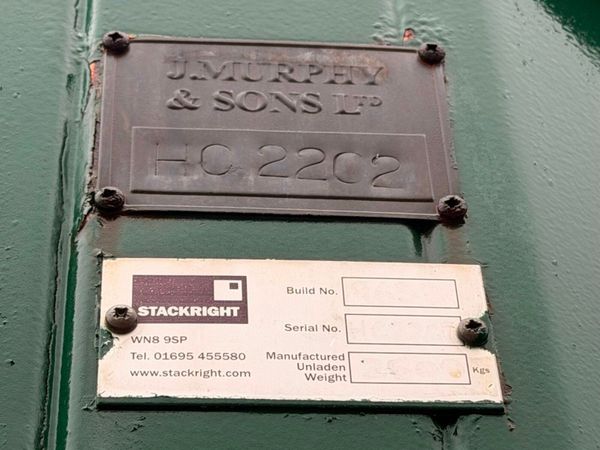 J.MURPHY
& SONS LTD
HC 2202
STACKRIGHT
WN8 9SP
Tel. 01695 455580
www.stackright.com
Build No.
Serial No.
Manufactured
Unladen
Weight
Kgs